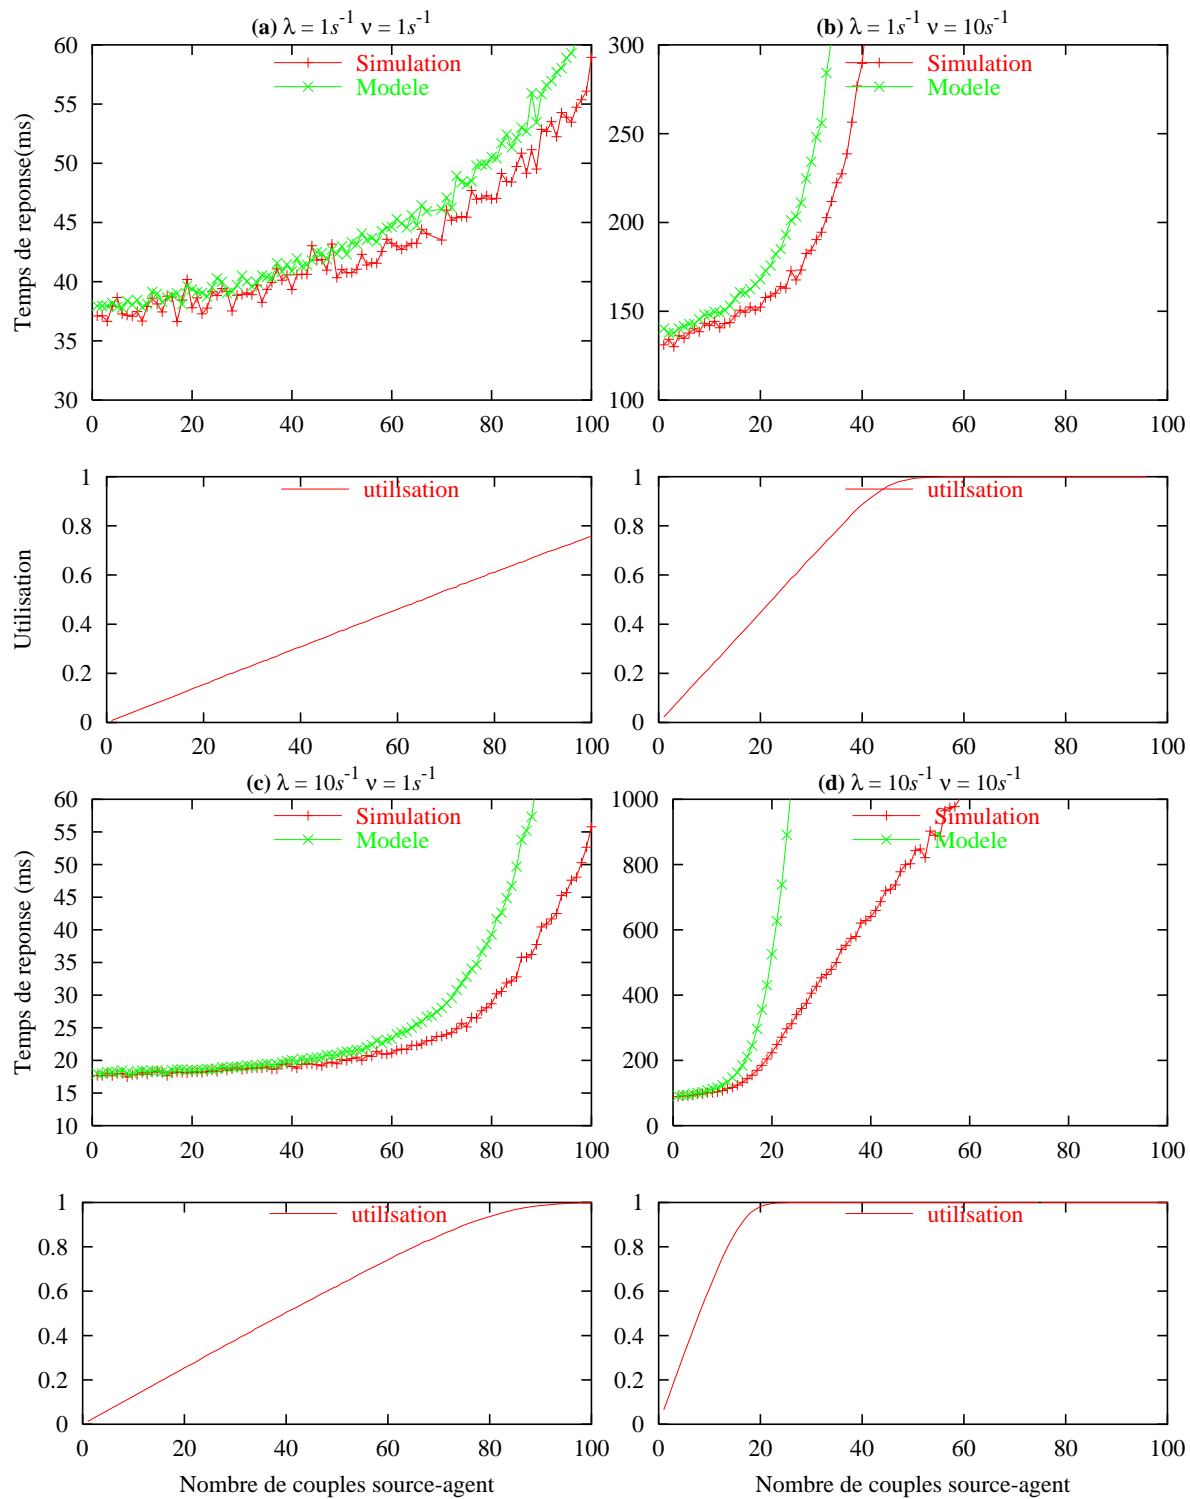 (a) λ = 1s⁻¹ ν = 1s⁻¹
60
55
50
45
40
35
30
Temps de reponse(ms)
Simulation
Modele
0 20 40 60 80 100
(b) λ = 1s⁻¹ ν = 10s⁻¹
300
250
200
150
100
Simulation
Modele
0 20 40 60 80 100
1
0.8
0.6
0.4
0.2
0
Utilisation
utilisation
0 20 40 60 80 100
1
0.8
0.6
0.4
0.2
0
utilisation
0 20 40 60 80 100
(c) λ = 10s⁻¹ ν = 1s⁻¹
60
55
50
45
40
35
30
25
20
15
10
Temps de reponse (ms)
Simulation
Modele
0 20 40 60 80 100
(d) λ = 10s⁻¹ ν = 10s⁻¹
1000
800
600
400
200
0
Simulation
Modele
0 20 40 60 80 100
1
0.8
0.6
0.4
0.2
0
utilisation
0 20 40 60 80 100
Nombre de couples source-agent
1
0.8
0.6
0.4
0.2
0
utilisation
0 20 40 60 80 100
Nombre de couples source-agent